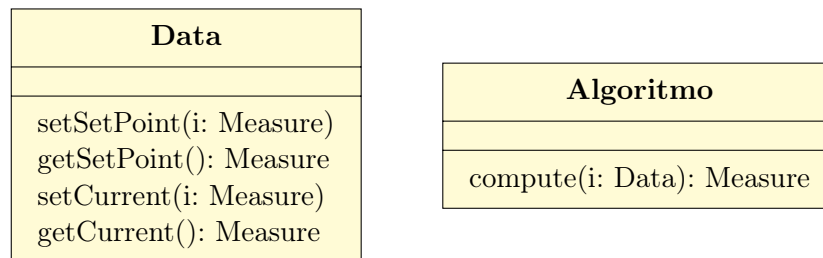 Data
setSetPoint(i: Measure)
getSetPoint(): Measure
setCurrent(i: Measure)
getCurrent(): Measure
Algoritmo
compute(i: Data): Measure